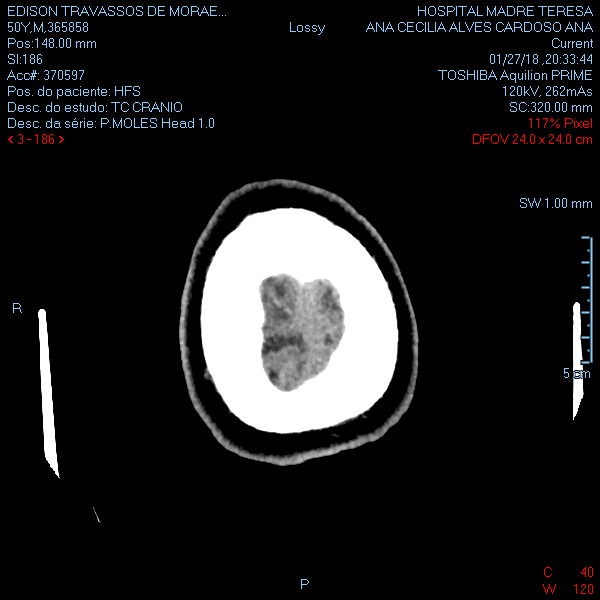 EDISON TRAVASSOS DE MORAE...
50Y,M,365858
Pos:148.00 mm
SI:186
Acc#: 370597
Pos. do paciente: HFS
Desc. do estudo: TC CRANIO
Desc. da série: P.MOLES Head 1.0
< 3 - 186 >
Lossy
HOSPITAL MADRE TERESA
ANA CECILIA ALVES CARDOSO ANA
Current
01/27/18 ,20:33:44
TOSHIBA Aquilion PRIME
120kV, 262mAs
SC:320.00 mm
117% Pixel
DFOV 24.0 x 24.0 cm
SW 1.00 mm
R
5 cm
P
C 40
W 120